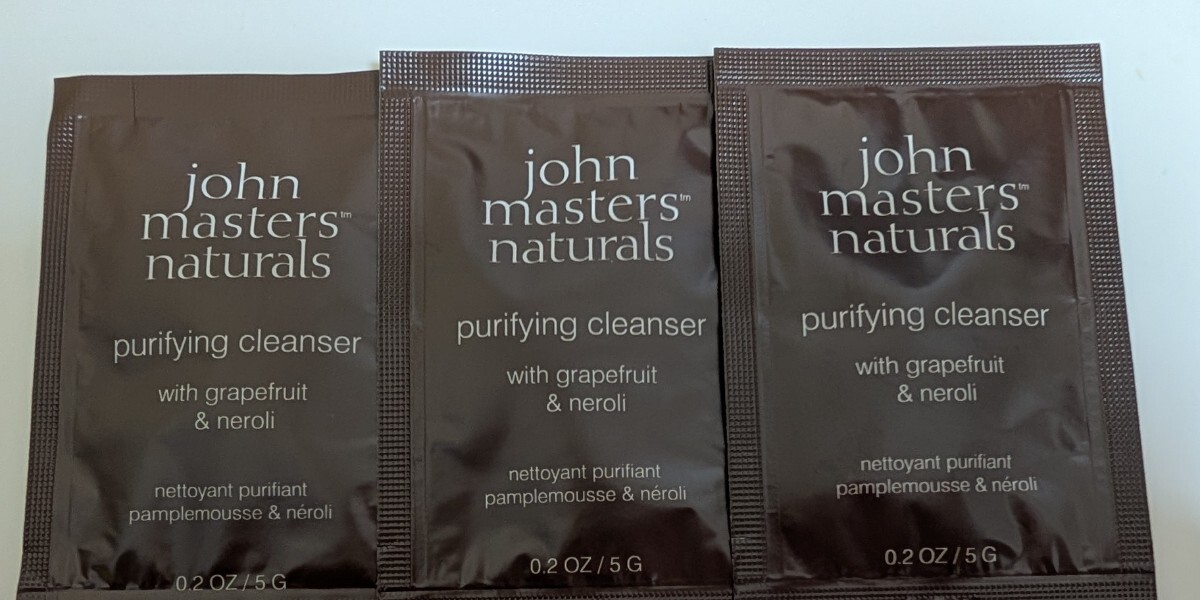 john
masters™
naturals
purifying cleanser
with grapefruit
& neroli
nettoyant purifiant
pamplemousse & néroli
0.2 OZ / 5 G
john
masters™
naturals
purifying cleanser
with grapefruit
& neroli
nettoyant purifiant
pamplemousse & néroli
0.2 OZ / 5 G
john
masters™
naturals
purifying cleanser
with grapefruit
& neroli
nettoyant purifiant
pamplemousse & néroli
0.2 OZ / 5 G